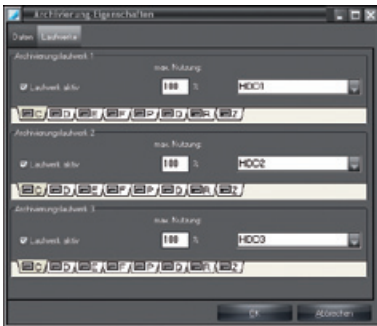 Archivierung Eigenschaften
Daten Laufwerke
Archivierungslaufwerk 1
max. Nutzung:
Laufwerk aktiv 100 % HDD1
C D E F P Q R Z
Archivierungslaufwerk 2
max. Nutzung:
Laufwerk aktiv 100 % HDD2
C D E F P Q R Z
Archivierungslaufwerk 3
max. Nutzung:
Laufwerk aktiv 100 % HDD3
C D E F P Q R Z
OK Abbrechen